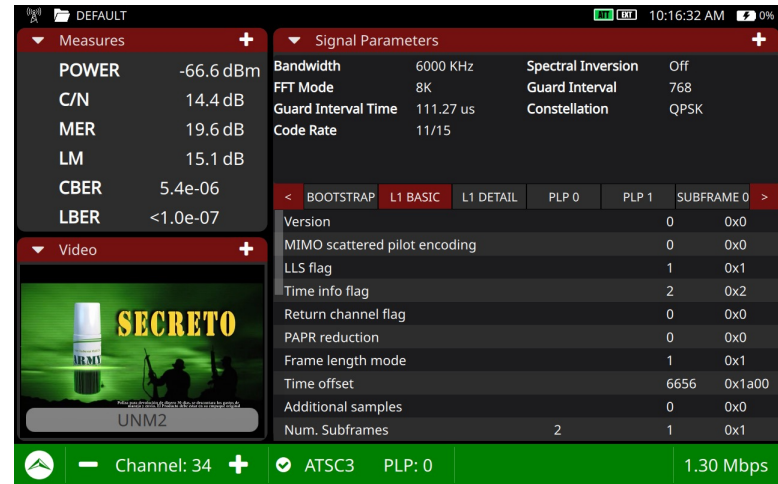 DEFAULT
ATT EXT 10:16:32 AM 0%
Measures
POWER -66.6 dBm
C/N 14.4 dB
MER 19.6 dB
LM 15.1 dB
CBER 5.4e-06
LBER <1.0e-07
Video
SECRETO
ARMY
UNM2
Signal Parameters
Bandwidth 6000 KHz Spectral Inversion Off
FFT Mode 8K Guard Interval 768
Guard Interval Time 111.27 us Constellation QPSK
Code Rate 11/15
< BOOTSTRAP L1 BASIC L1 DETAIL PLP 0 PLP 1 SUBFRAME 0 >
Version 0 0x0
MIMO scattered pilot encoding 0 0x0
LLS flag 1 0x1
Time info flag 2 0x2
Return channel flag 0 0x0
PAPR reduction 0 0x0
Frame length mode 1 0x1
Time offset 6656 0x1a00
Additional samples 0 0x0
Num. Subframes 2 1 0x1
Channel: 34 ATSC3 PLP: 0 1.30 Mbps